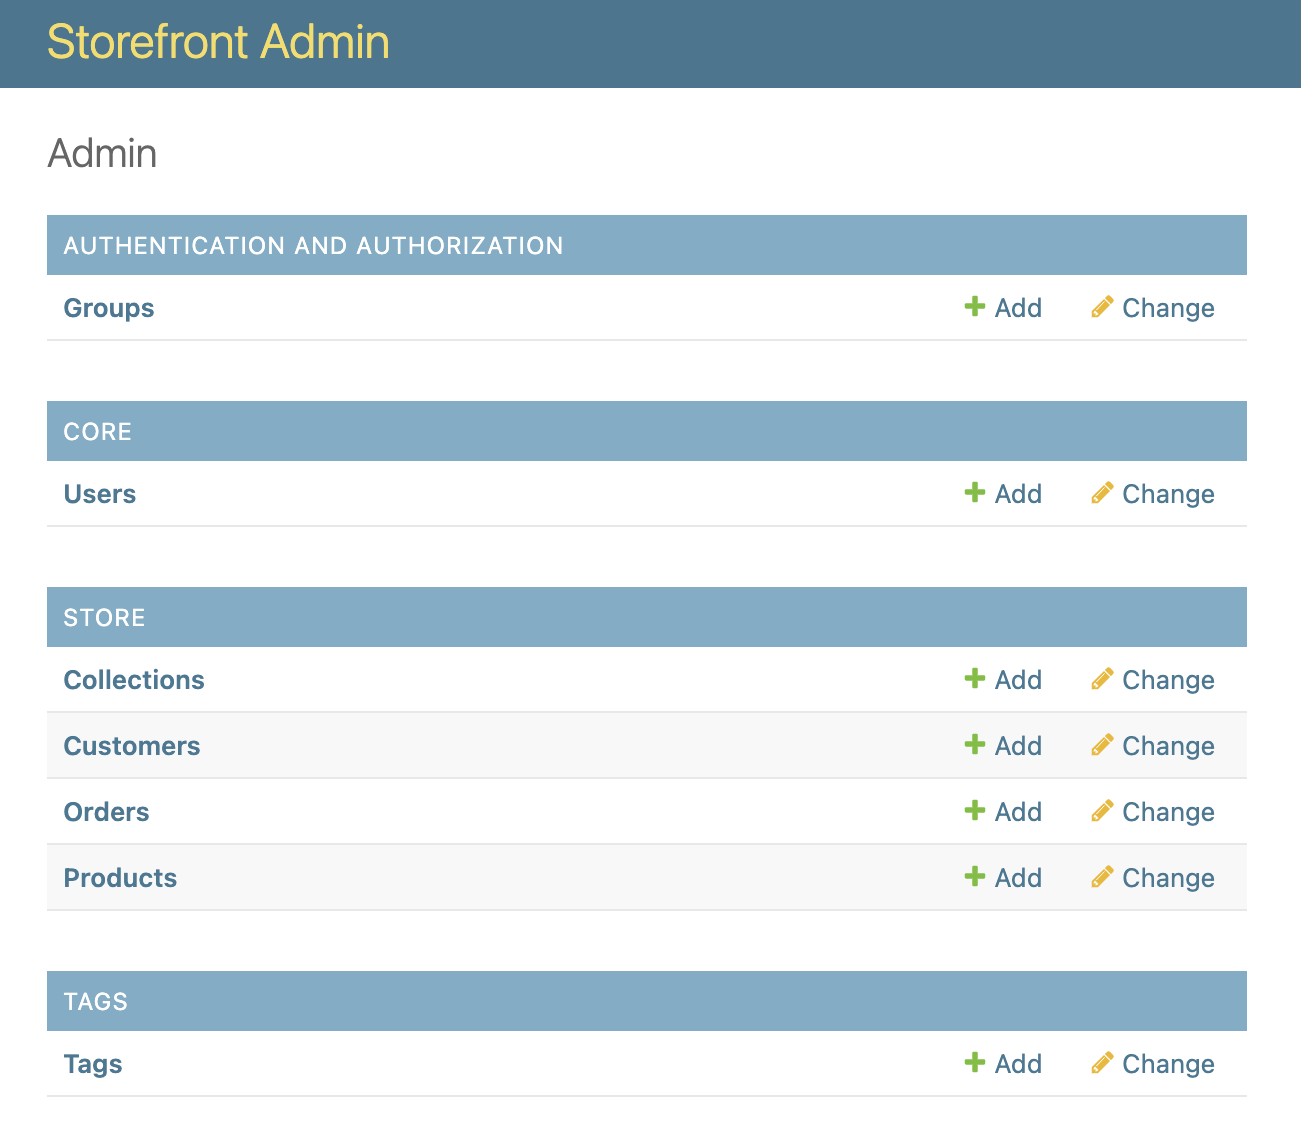 Storefront Admin
Admin
AUTHENTICATION AND AUTHORIZATION
Groups Add Change
CORE
Users Add Change
STORE
Collections Add Change
Customers Add Change
Orders Add Change
Products Add Change
TAGS
Tags Add Change